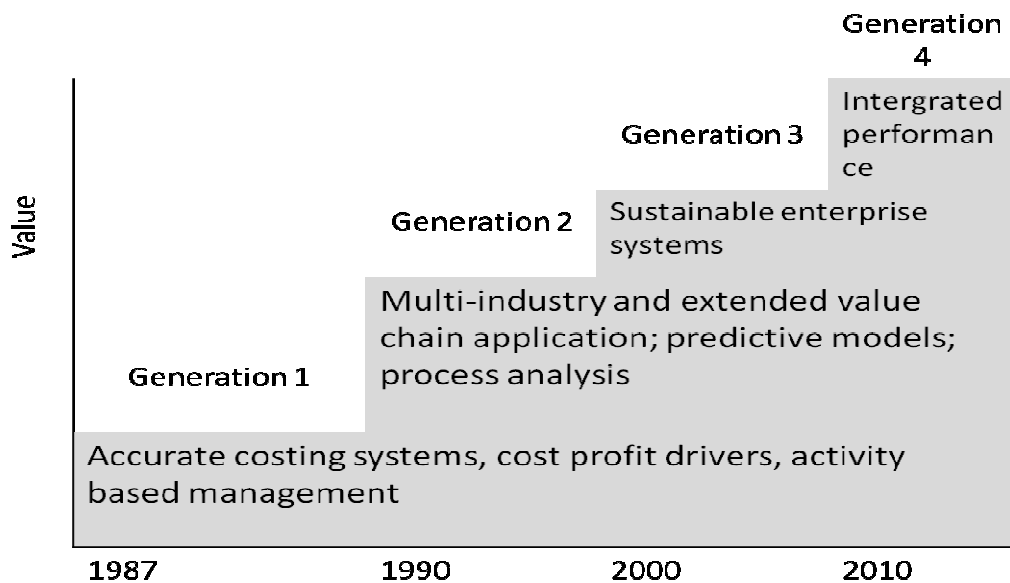 Generation
4
Intergrated
performan
ce
Generation 3
Sustainable enterprise
systems
Generation 2
Multi-industry and extended value
chain application; predictive models;
process analysis
Generation 1
Accurate costing systems, cost profit drivers, activity
based management
Value
1987 1990 2000 2010